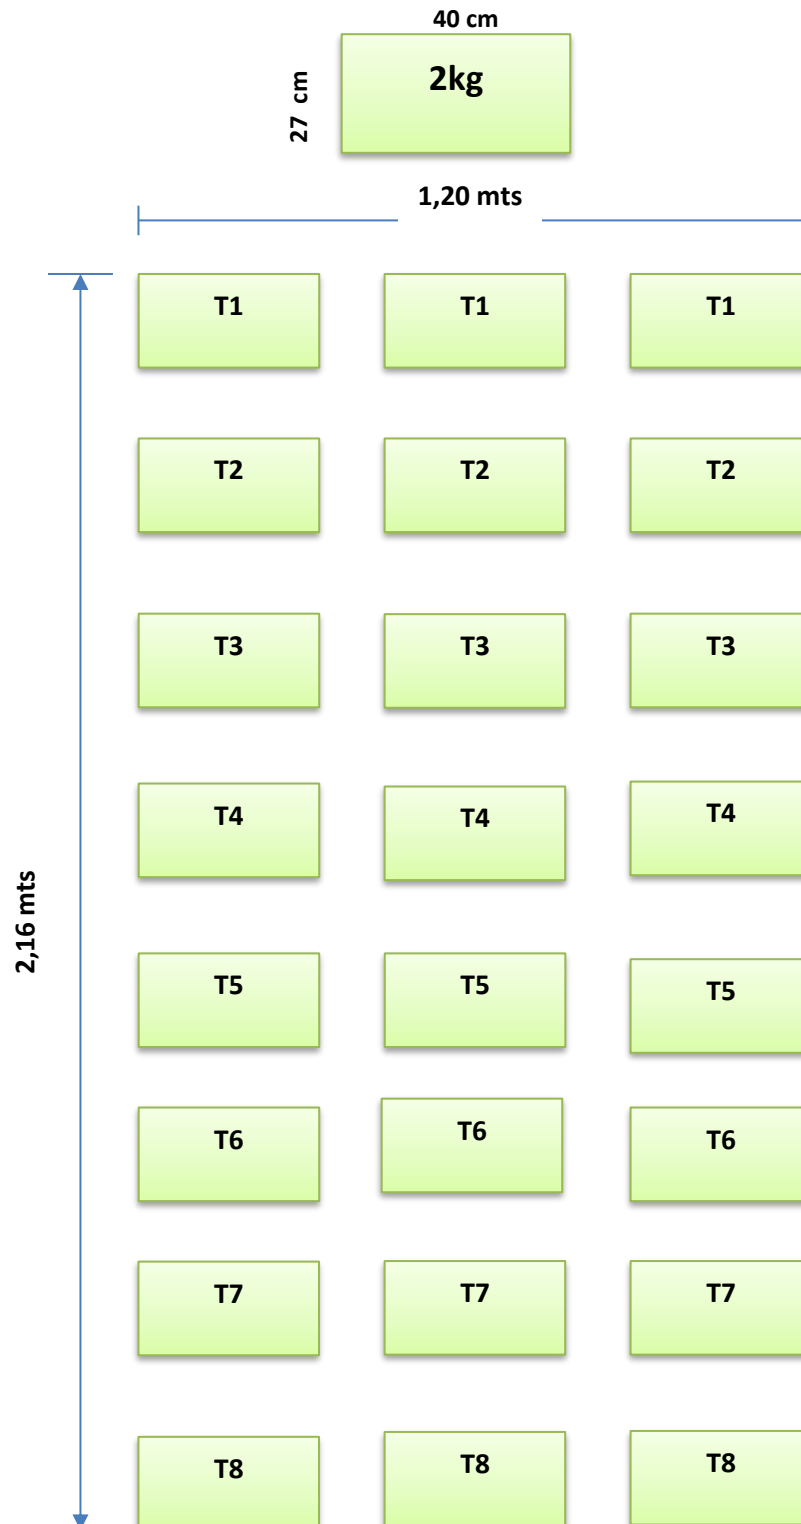 40 cm
2kg
27 cm
1,20 mts
T1 T1 T1
T2 T2 T2
T3 T3 T3
T4 T4 T4
T5 T5 T5
2,16 mts
T6 T6 T6
T7 T7 T7
T8 T8 T8